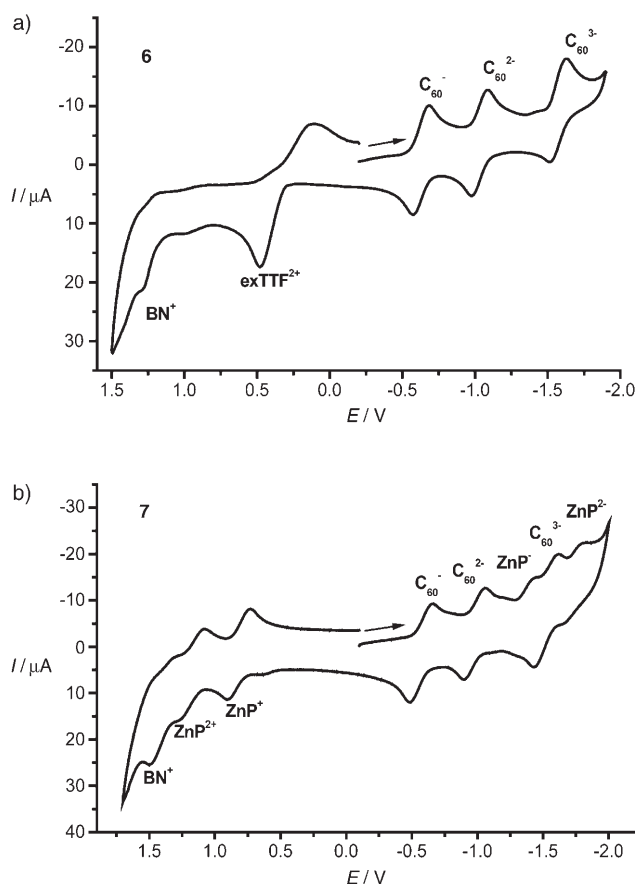 a)
6
C60-
C602-
C603-
exTTF2+
BN+
I / μA
-20
-10
0
10
20
30
1.5 1.0 0.5 0.0 -0.5 -1.0 -1.5 -2.0
E / V
b)
7
ZnP2-
C603-
ZnP-
C602-
C60-
ZnP+
ZnP2+
BN+
I / μA
-30
-20
-10
0
10
20
30
40
1.5 1.0 0.5 0.0 -0.5 -1.0 -1.5 -2.0
E / V